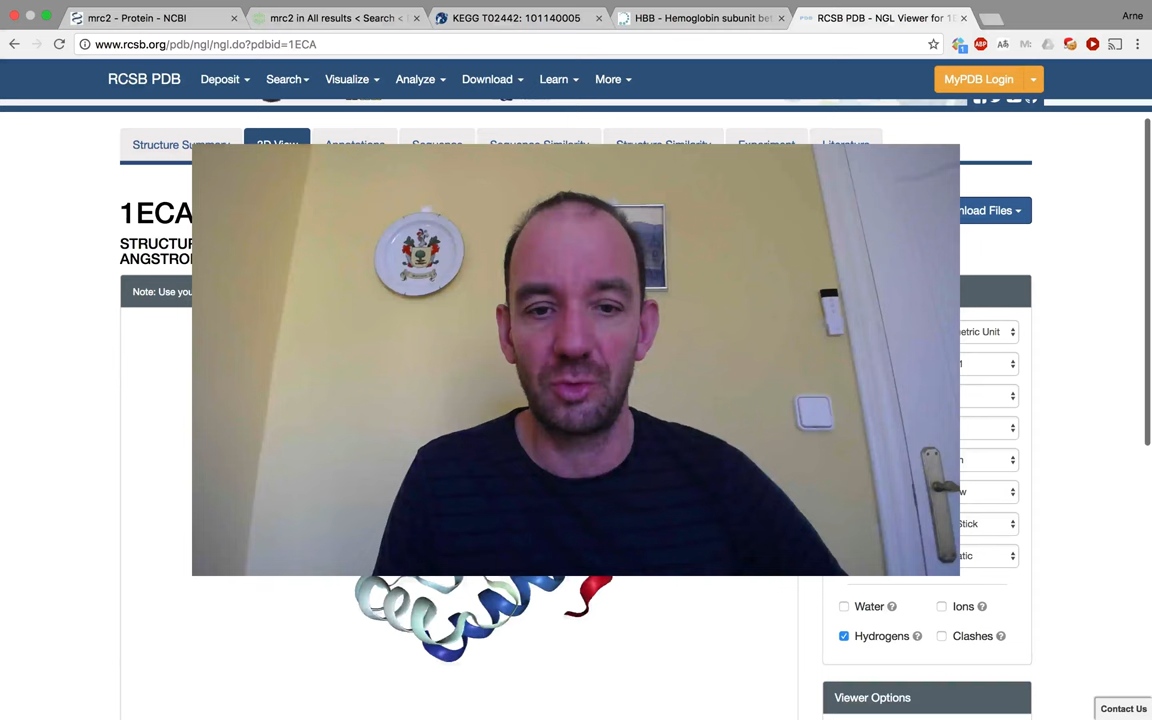 mrc2 - Protein - NCBI
mrc2 in All results < Search <
KEGG T02442: 101140005
HBB - Hemoglobin subunit be
RCSB PDB - NGL Viewer for 1
Arne
www.rcsb.org/pdb/ngl/ngl.do?pdbid=1ECA
RCSB PDB
Deposit
Search
Visualize
Analyze
Download
Learn
More
MyPDB Login
Structure Summary
3D View
Annotations
Sequence
Sequence Similarity
Structure Similarity
Experiment
Literature
1ECA
nload Files
STRUCTUR
ANGSTRO
Note: Use you
etric Unit
Stick
atic
Water
Ions
Hydrogens
Clashes
Viewer Options
Contact Us